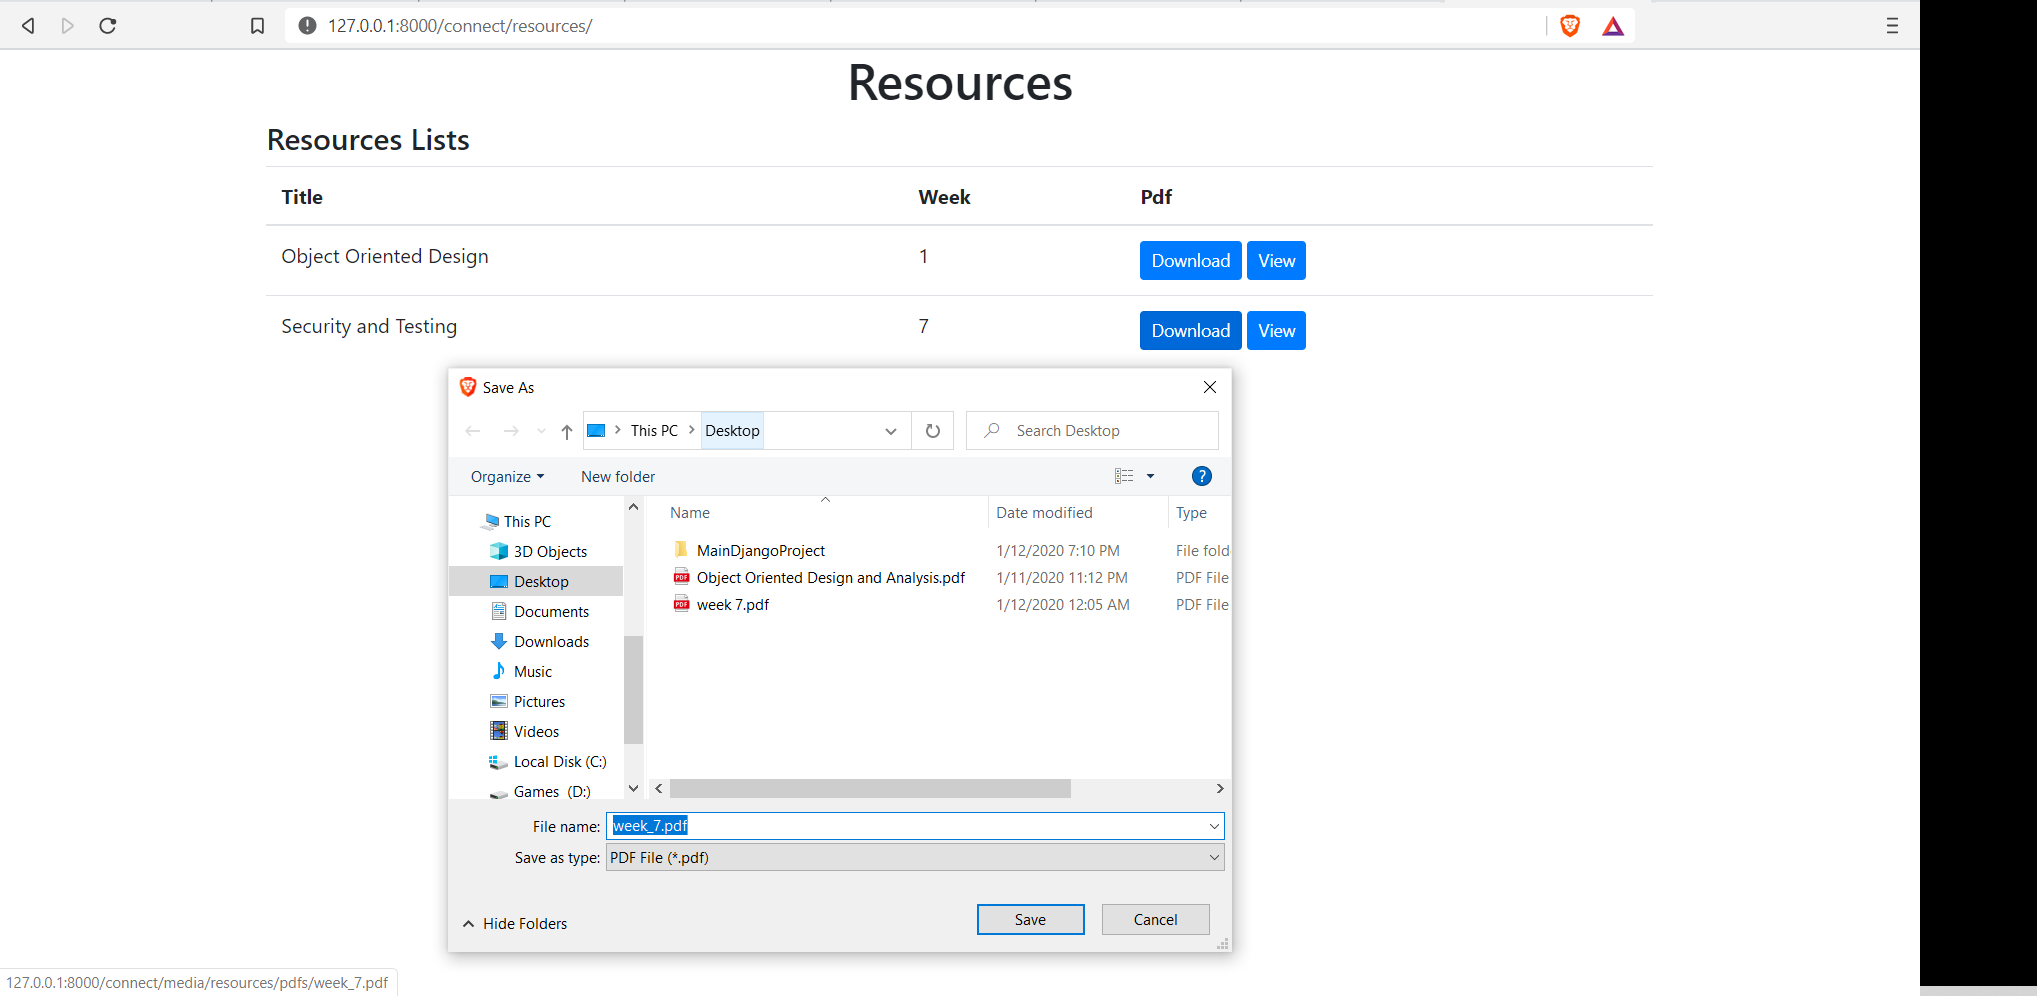 127.0.0.1:8000/connect/resources/
Resources
Resources Lists
Title Week Pdf
Object Oriented Design 1 Download View
Security and Testing 7 Download View
Save As
This PC Desktop Search Desktop
Organize New folder ?
Name Date modified Type
This PC
3D Objects
Desktop
Documents
Downloads
Music
Pictures
Videos
Local Disk (C:)
Games (D:)
MainDjangoProject 1/12/2020 7:10 PM File fold
PDF Object Oriented Design and Analysis.pdf 1/11/2020 11:12 PM PDF File
PDF week 7.pdf 1/12/2020 12:05 AM PDF File
File name: week_7.pdf
Save as type: PDF File (*.pdf)
Hide Folders Save Cancel
127.0.0.1:8000/connect/media/resources/pdfs/week_7.pdf